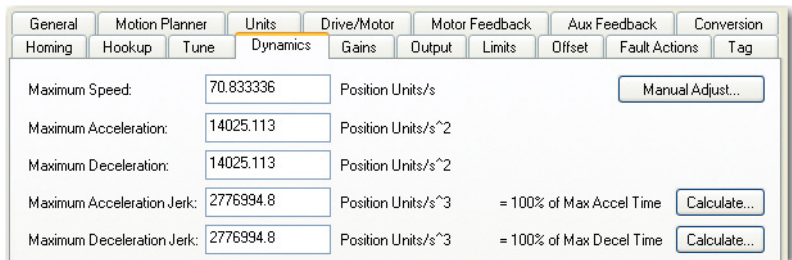 General Motion Planner Units Drive/Motor Motor Feedback Aux Feedback Conversion
Homing Hookup Tune Dynamics Gains Output Limits Offset Fault Actions Tag
Maximum Speed: 70.833336 Position Units/s Manual Adjust...
Maximum Acceleration: 14025.113 Position Units/s^2
Maximum Deceleration: 14025.113 Position Units/s^2
Maximum Acceleration Jerk: 2776994.8 Position Units/s^3 = 100% of Max Accel Time Calculate...
Maximum Deceleration Jerk: 2776994.8 Position Units/s^3 = 100% of Max Decel Time Calculate...